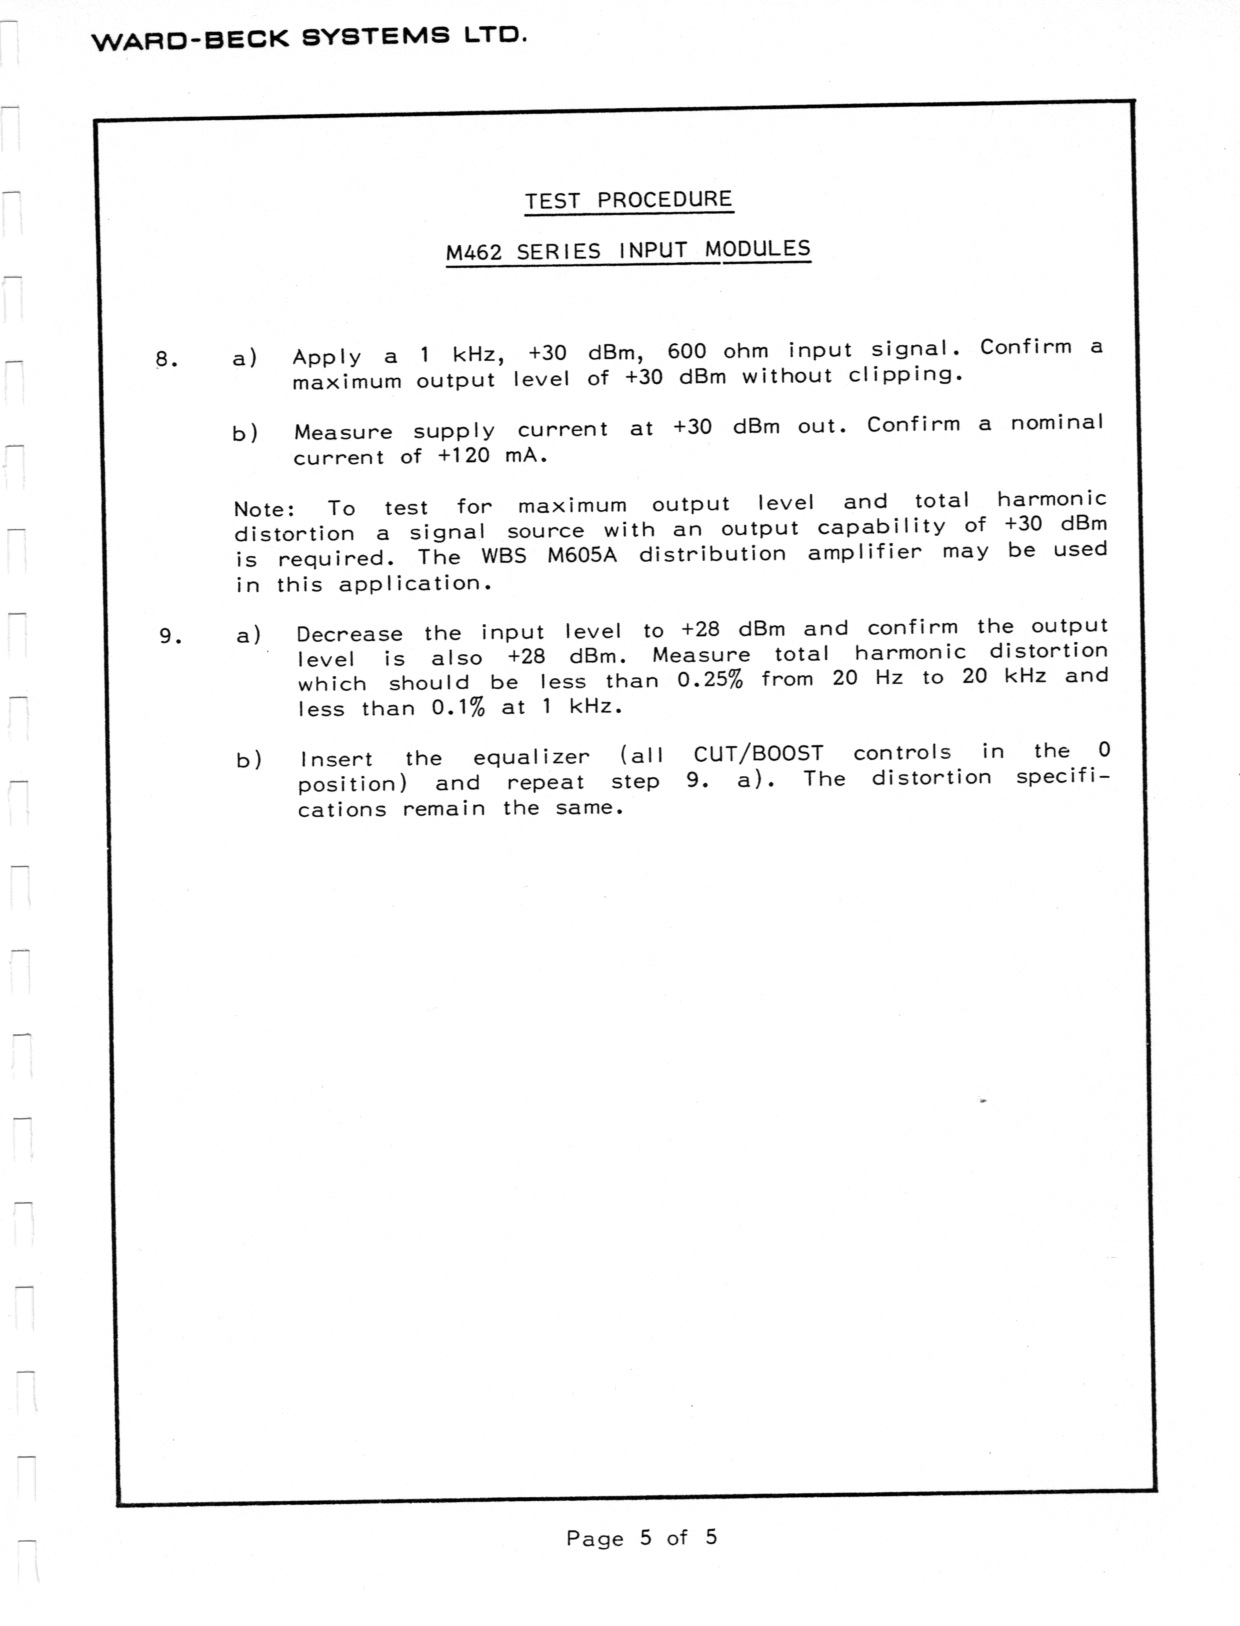 WARD-BECK SYSTEMS LTD.
TEST PROCEDURE
M462 SERIES INPUT MODULES
8. a) Apply a 1 kHz, +30 dBm, 600 ohm input signal. Confirm a
maximum output level of +30 dBm without clipping.
b) Measure supply current at +30 dBm out. Confirm a nominal
current of +120 mA.
Note: To test for maximum output level and total harmonic
distortion a signal source with an output capability of +30 dBm
is required. The WBS M605A distribution amplifier may be used
in this application.
9. a) Decrease the input level to +28 dBm and confirm the output
level is also +28 dBm. Measure total harmonic distortion
which should be less than 0.25% from 20 Hz to 20 kHz and
less than 0.1% at 1 kHz.
b) Insert the equalizer (all CUT/BOOST controls in the 0
position) and repeat step 9. a). The distortion specifi-
cations remain the same.
Page 5 of 5